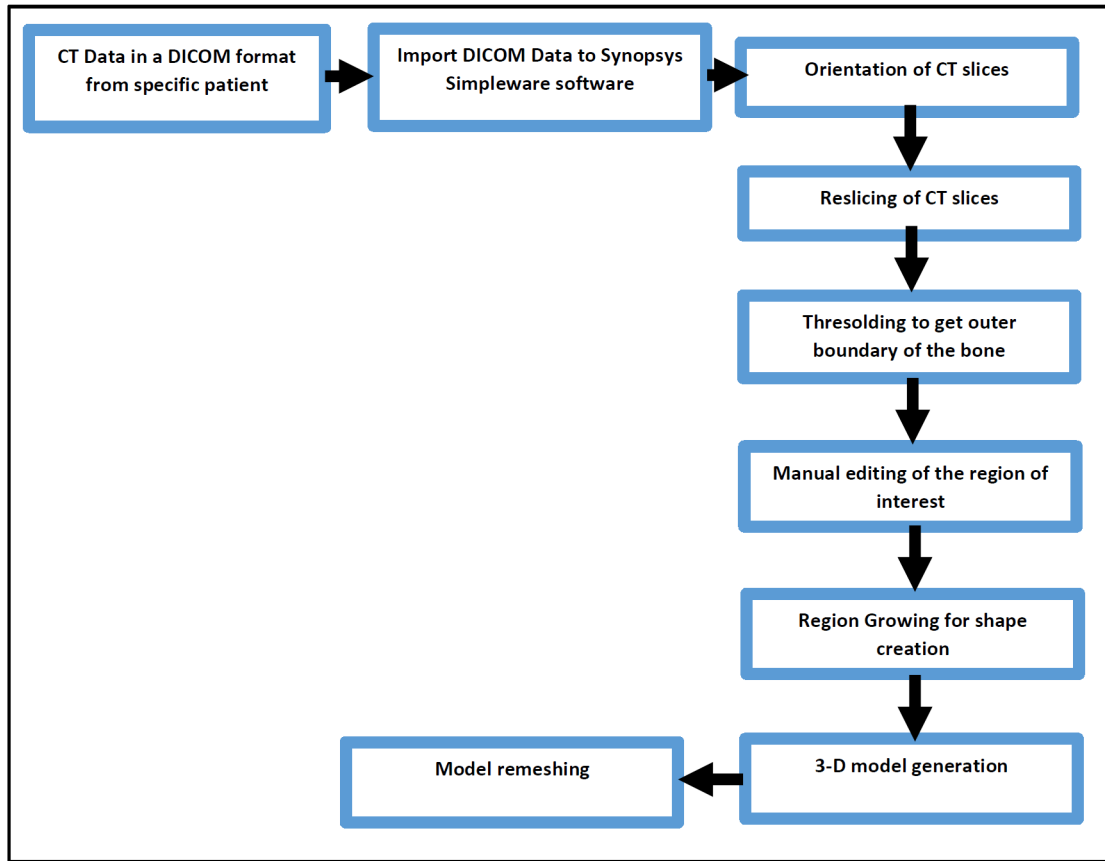 CT Data in a DICOM format
from specific patient
Import DICOM Data to Synopsys
Simpleware software
Orientation of CT slices
Reslicing of CT slices
Thresolding to get outer
boundary of the bone
Manual editing of the region of
interest
Region Growing for shape
creation
3-D model generation
Model remeshing